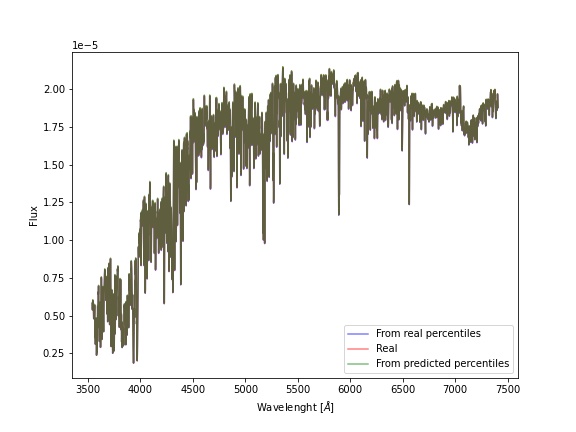 1e−5
2.00
1.75
1.50
1.25
1.00
0.75
0.50
0.25
Flux
From real percentiles
Real
From predicted percentiles
3500 4000 4500 5000 5500 6000 6500 7000 7500
Wavelenght [Å]